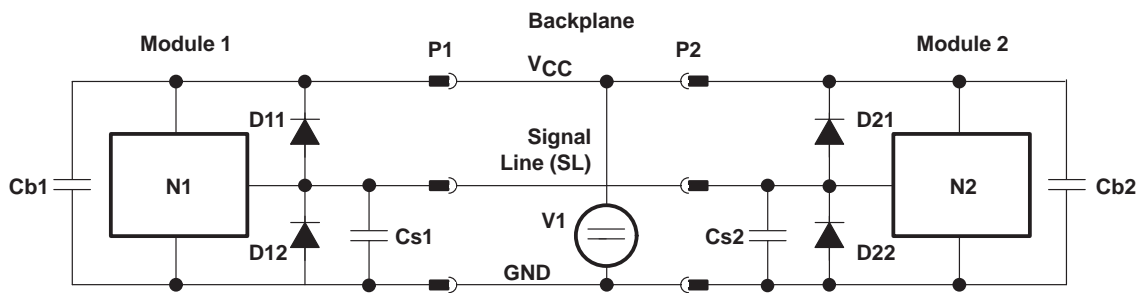 Backplane
Module 1
P1
P2
Module 2
VCC
D11
D21
Signal
Line (SL)
Cb1
N1
N2
Cb2
V1
Cs1
Cs2
D12
D22
GND